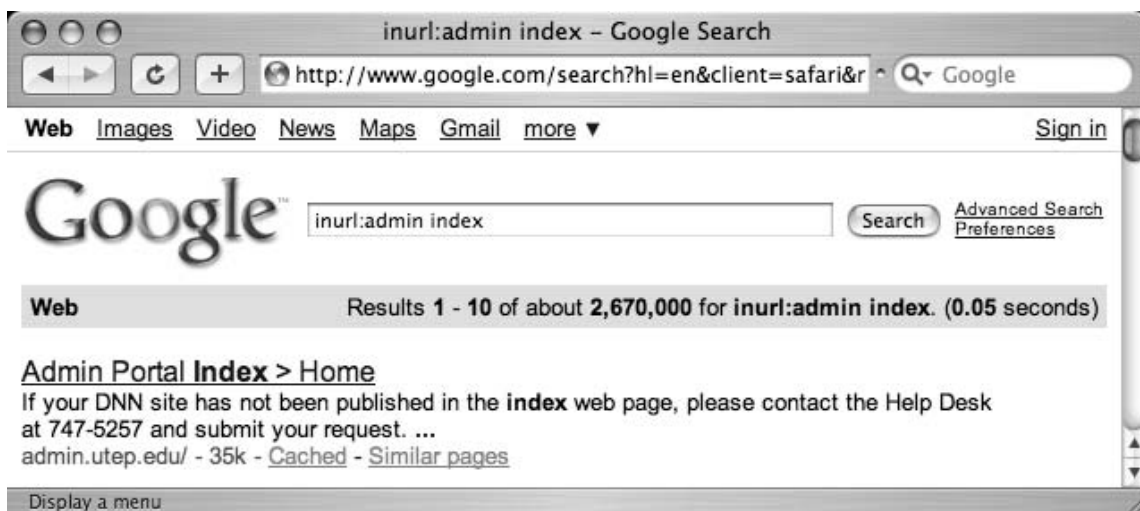 inurl:admin index – Google Search
http://www.google.com/search?hl=en&client=safari&r Google
Web Images Video News Maps Gmail more ▼ Sign in
Google™ inurl:admin index Search Advanced Search
Preferences
Web Results 1 - 10 of about 2,670,000 for inurl:admin index. (0.05 seconds)
Admin Portal Index > Home
If your DNN site has not been published in the index web page, please contact the Help Desk
at 747-5257 and submit your request. ...
admin.utep.edu/ - 35k - Cached - Similar pages
Display a menu